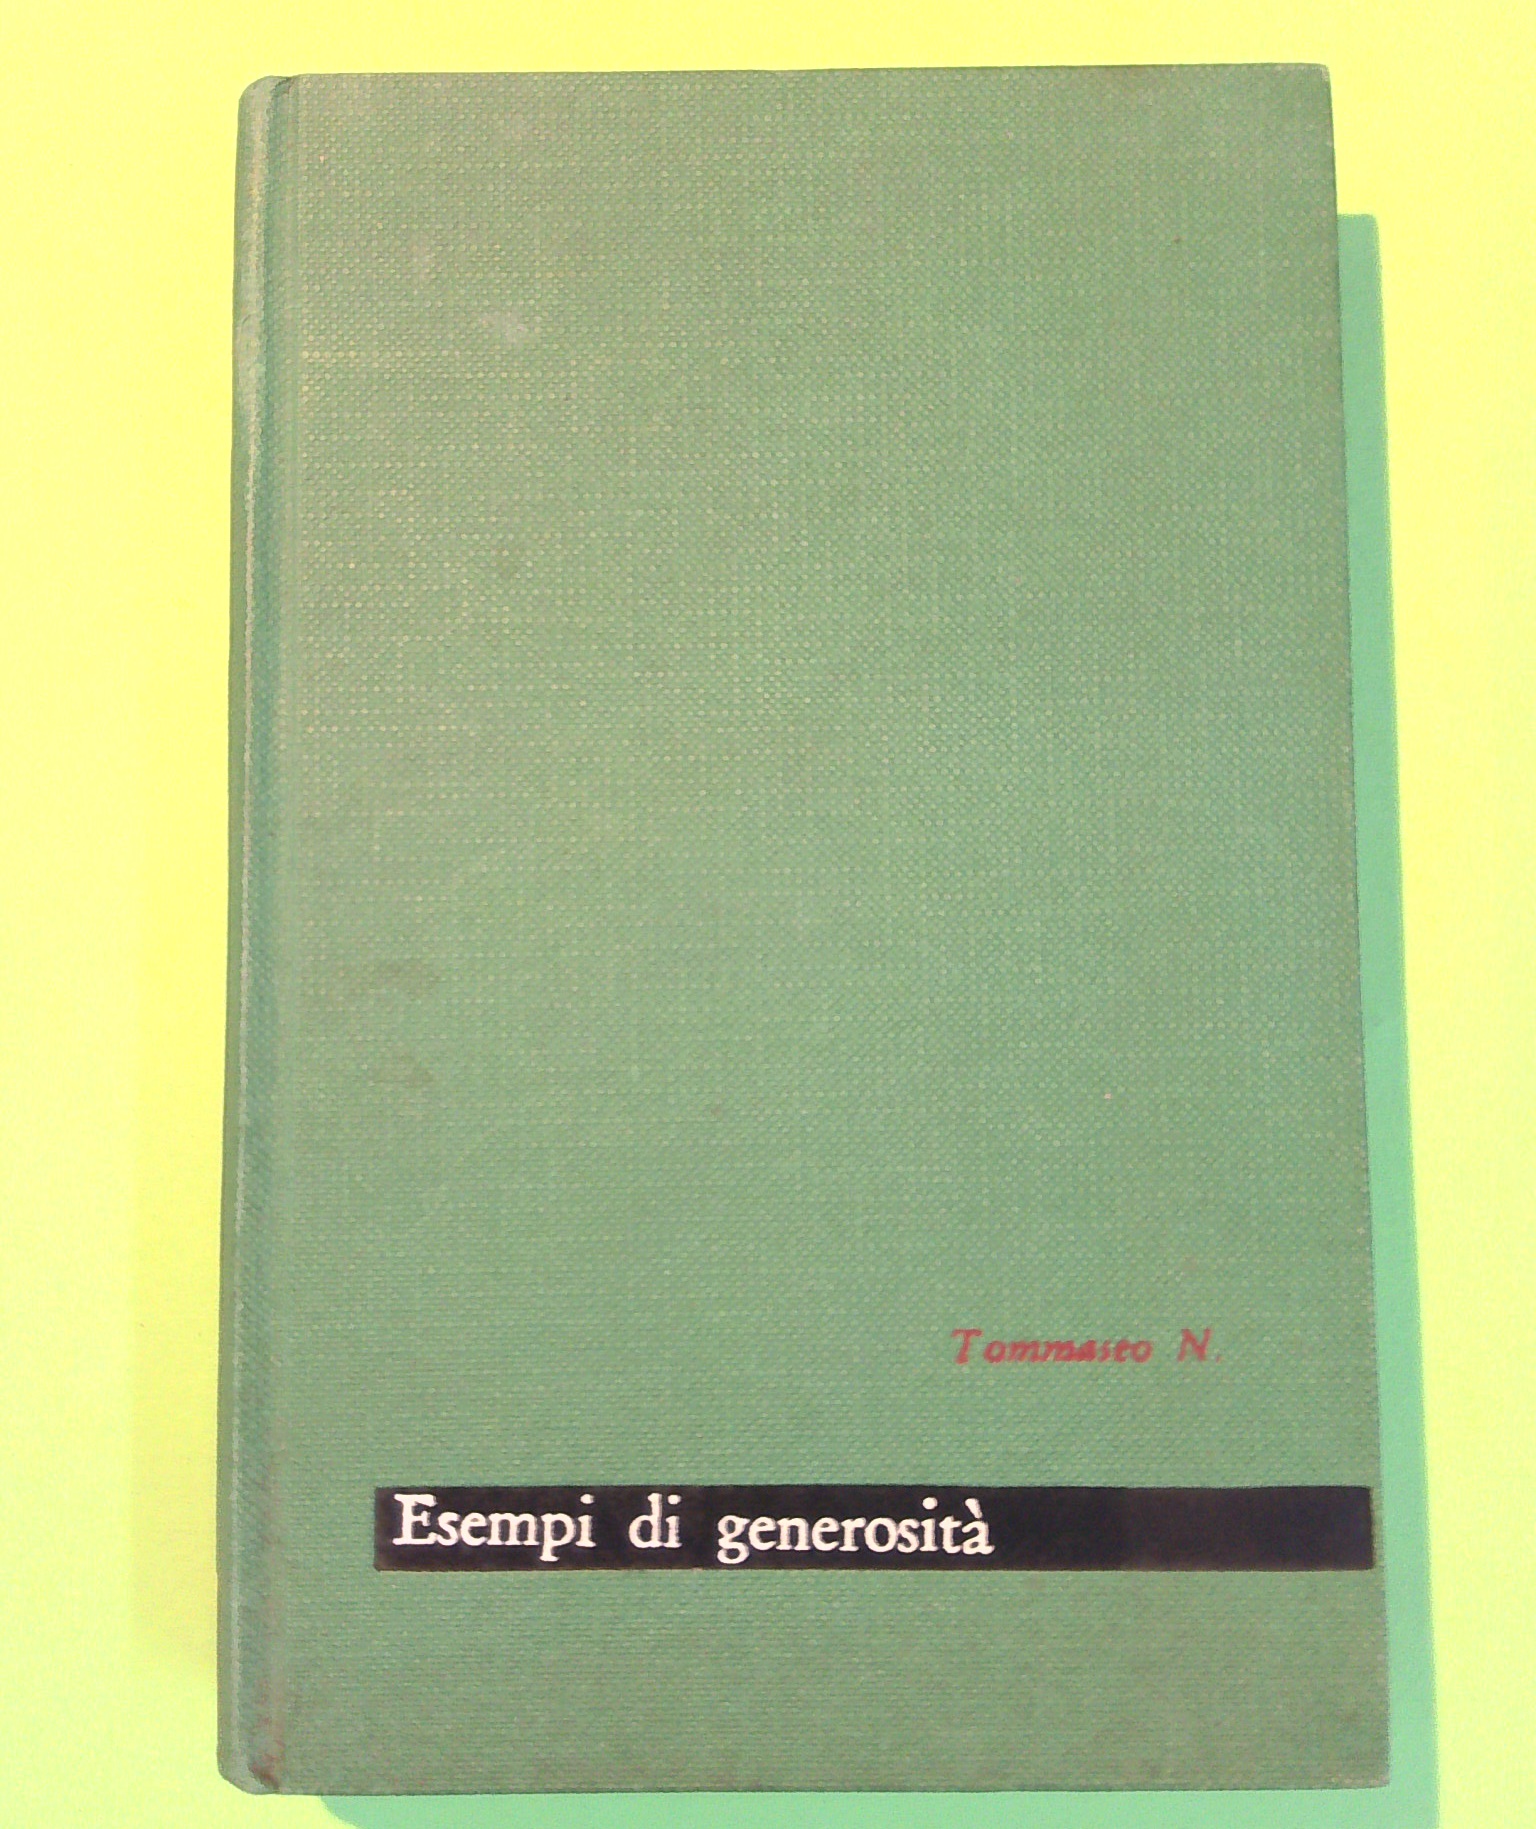 Tommaseo N.
Esempi di generosità